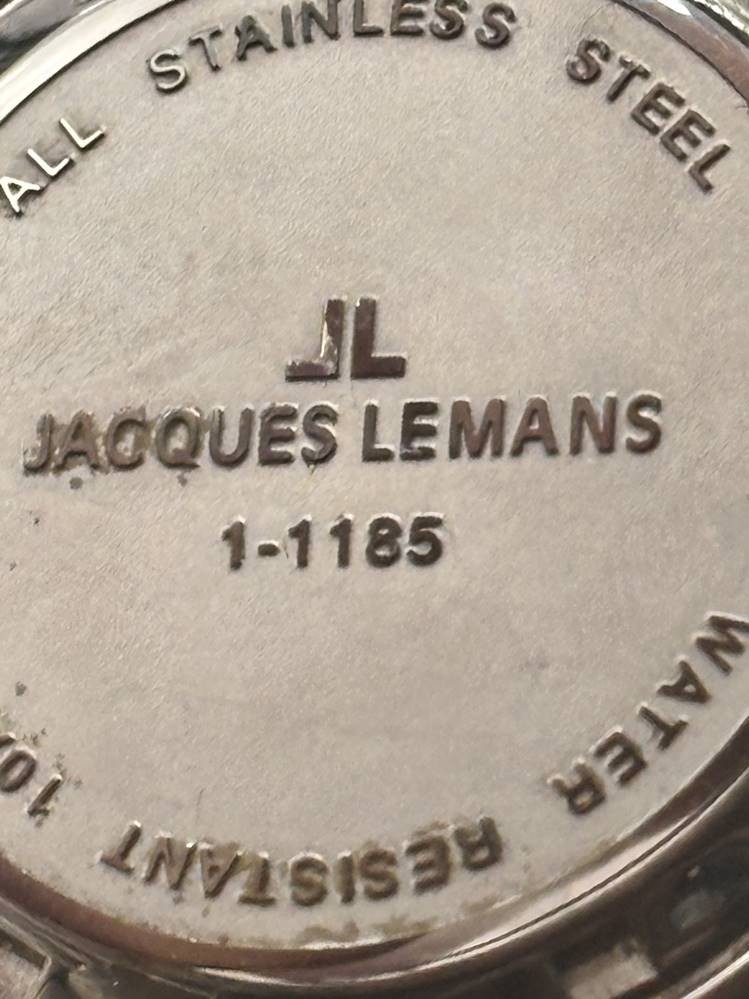 ALL STAINLESS STEEL
JL
JACQUES LEMANS
1-1185
WATER RESISTANT